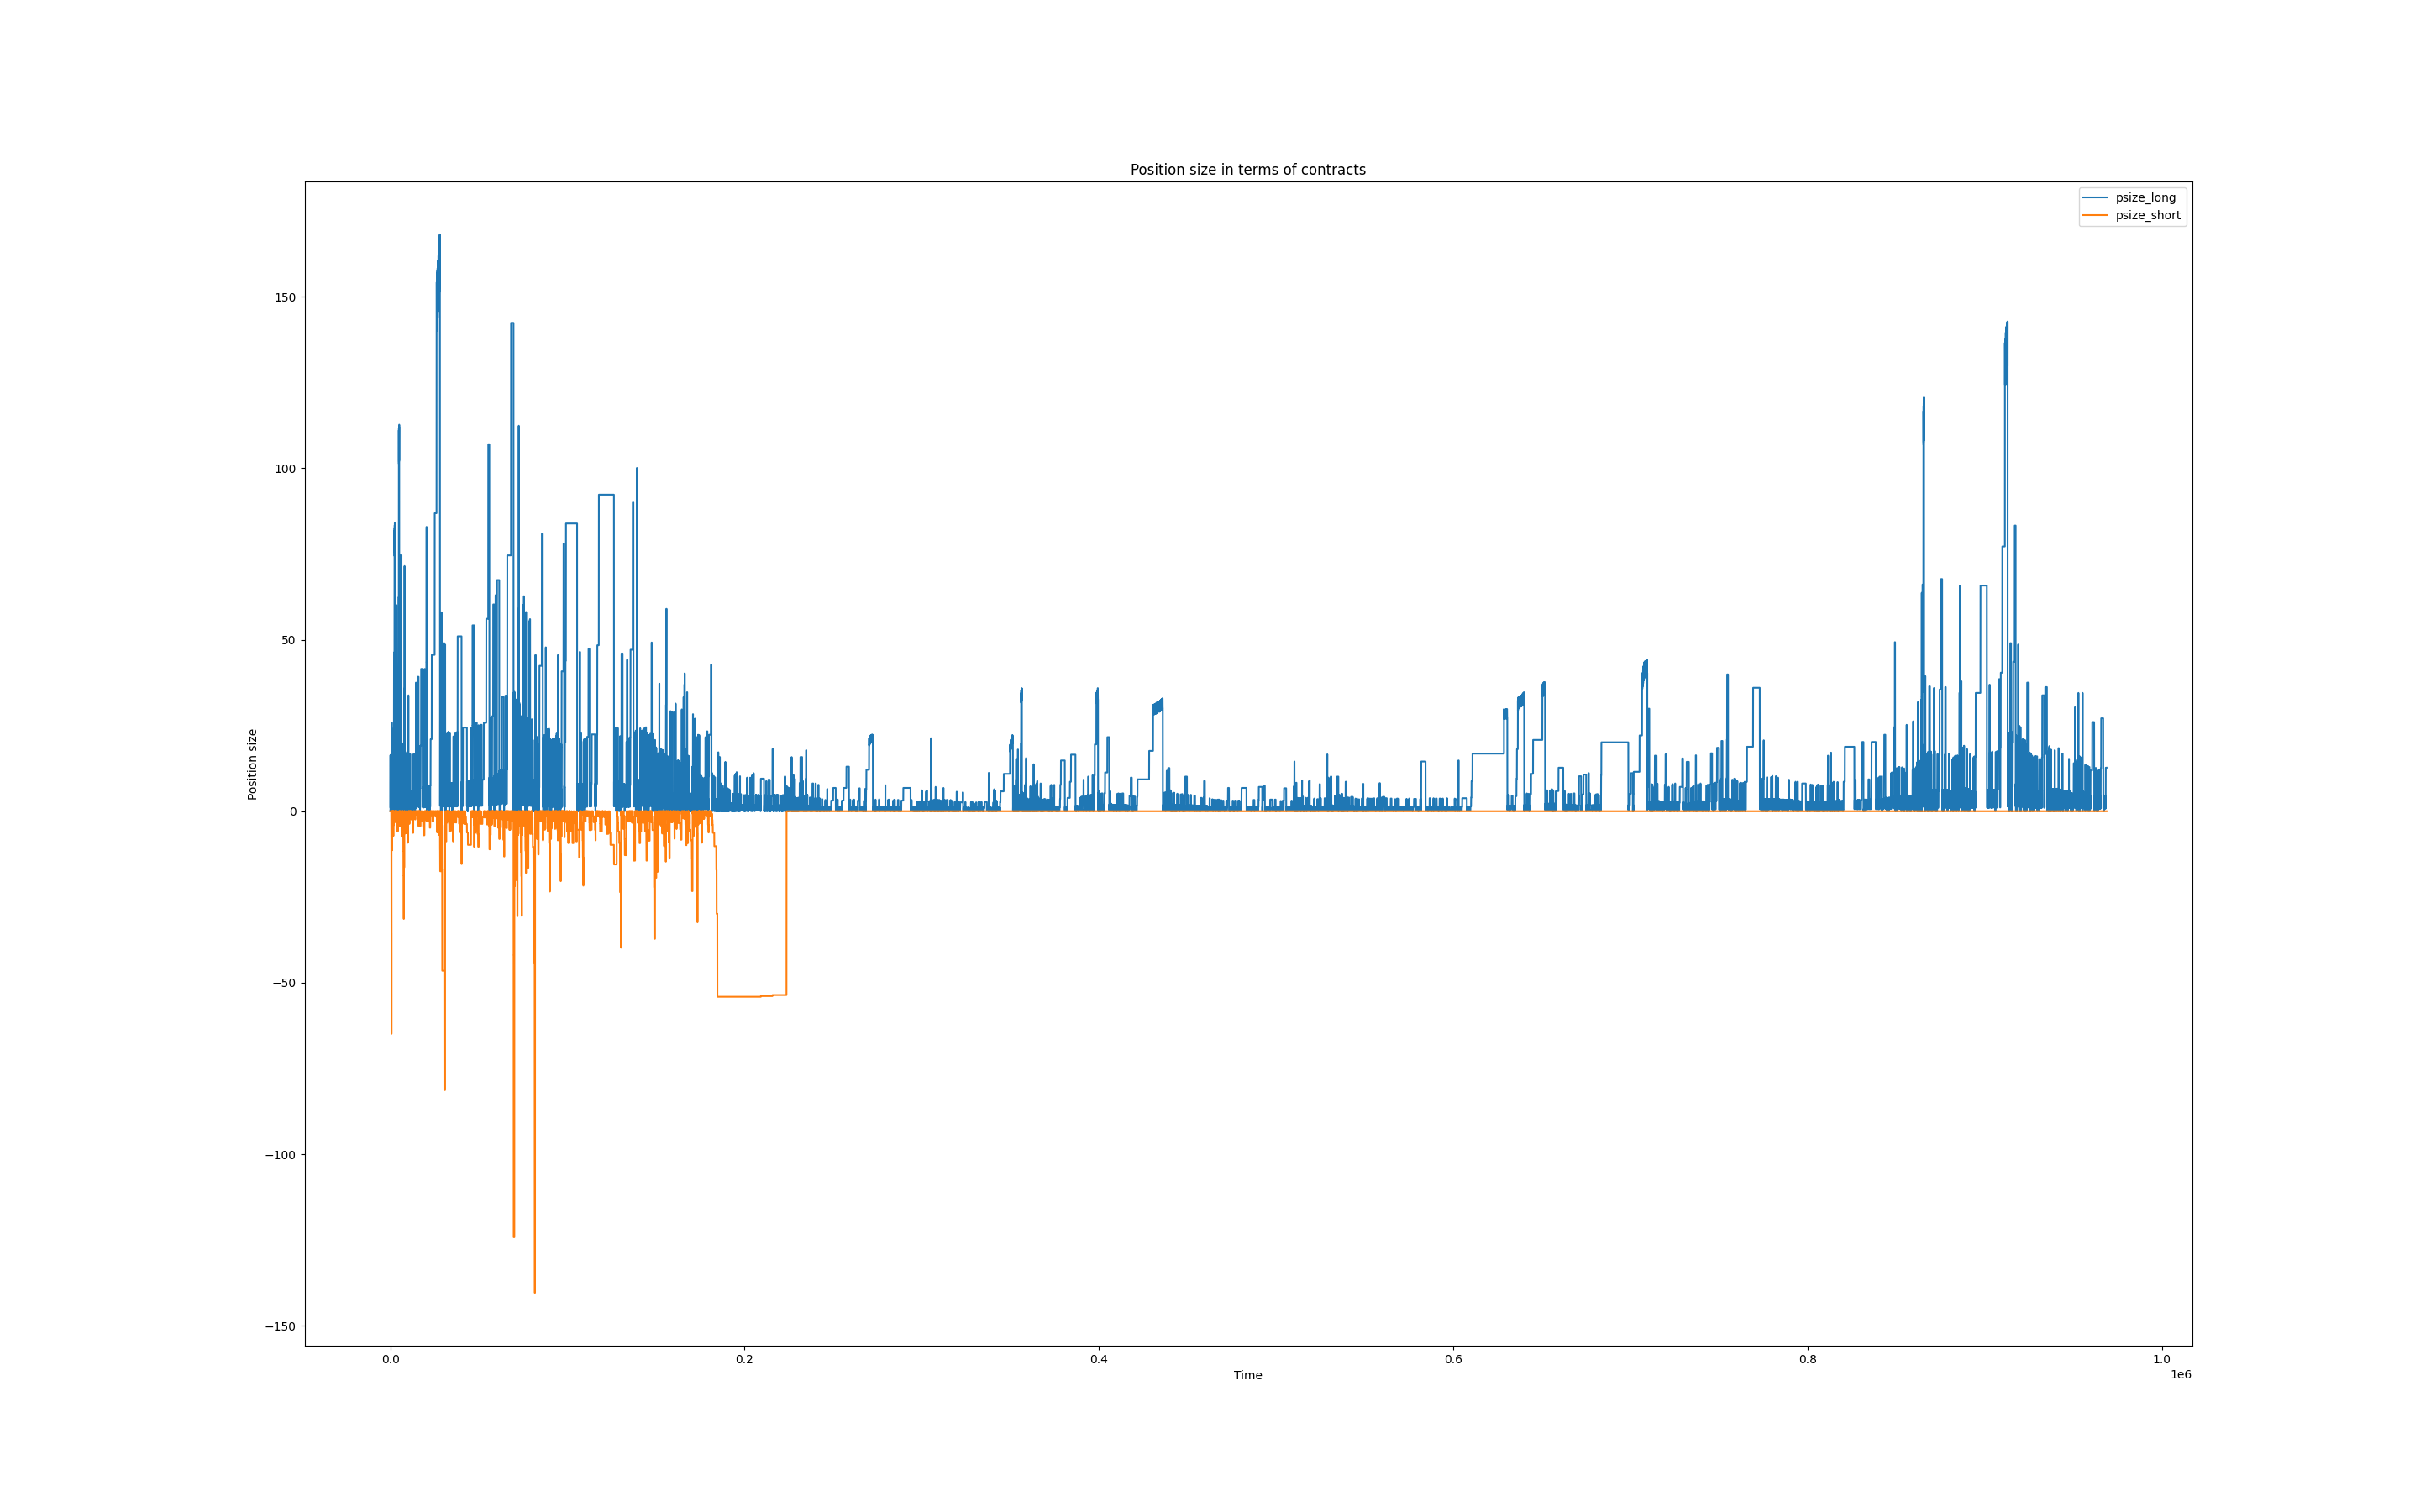 Position size in terms of contracts
psize_long
psize_short
150
100
50
0
−50
−100
−150
Position size
0.0 0.2 0.4 0.6 0.8 1.0
1e6
Time